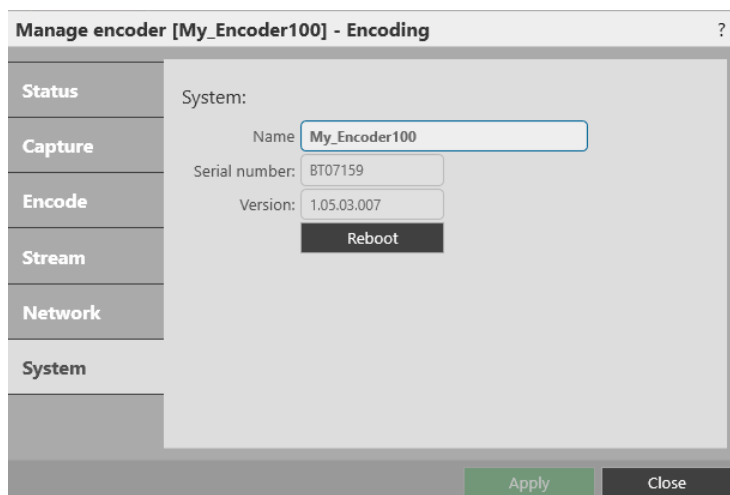 Manage encoder [My_Encoder100] - Encoding ?
Status
Capture
Encode
Stream
Network
System
System:
Name My_Encoder100
Serial number: BT07159
Version: 1.05.03.007
Reboot
Apply Close